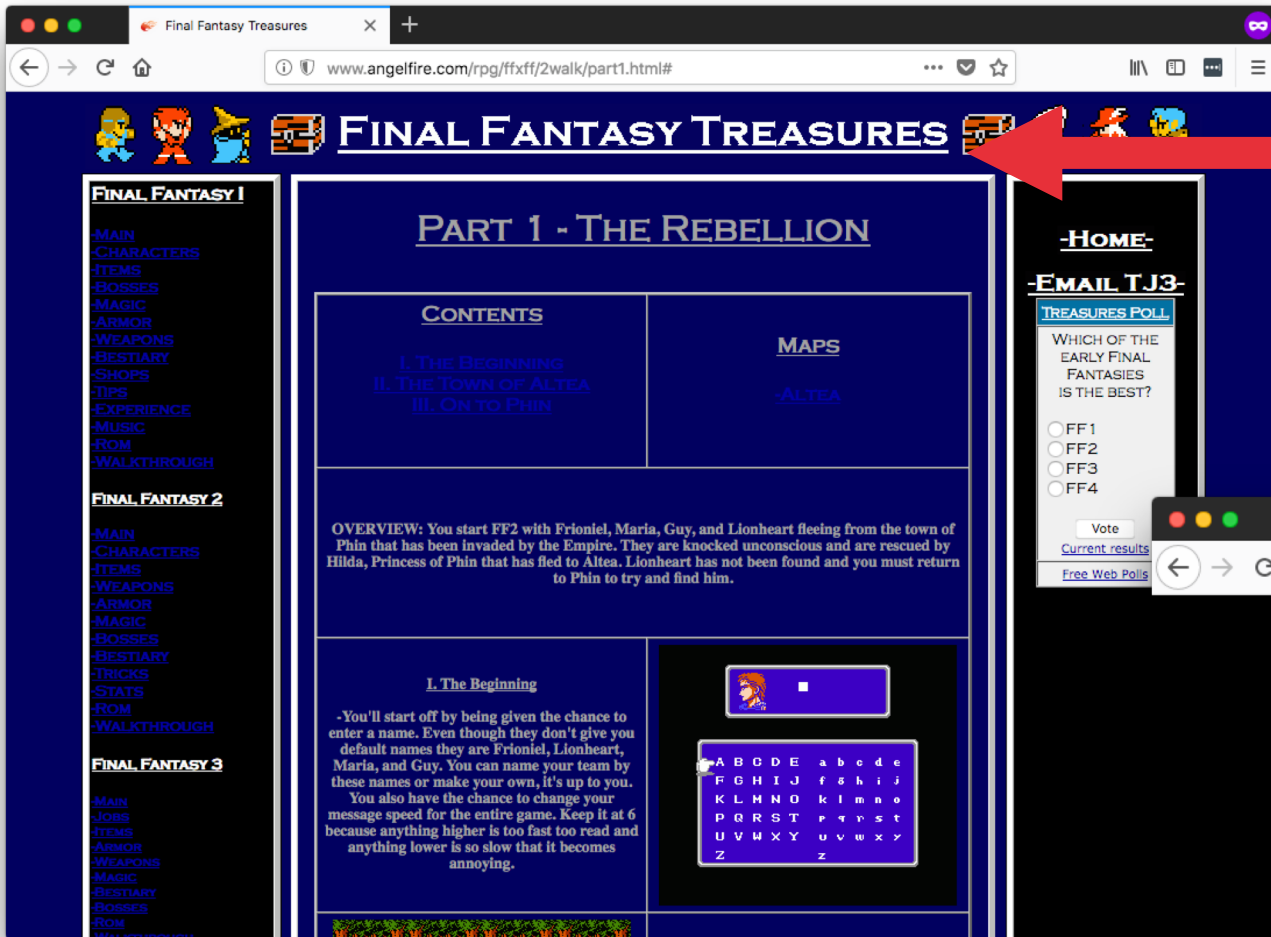 Final Fantasy Treasures
www.angelfire.com/rpg/ffxff/2walk/part1.html#
FINAL FANTASY TREASURES
FINAL FANTASY I
-MAIN
-CHARACTERS
-ITEMS
-BOSSES
-MAGIC
-ARMOR
-WEAPONS
-BESTIARY
-SHOPS
-TIPS
-EXPERIENCE
-MUSIC
-ROM
-WALKTHROUGH
FINAL FANTASY 2
-MAIN
-CHARACTERS
-ITEMS
-WEAPONS
-ARMOR
-MAGIC
-BOSSES
-BESTIARY
-TRICKS
-STATS
-ROM
-WALKTHROUGH
FINAL FANTASY 3
-MAIN
-JOBS
-ITEMS
-ARMOR
-WEAPONS
-MAGIC
-BESTIARY
-BOSSES
-ROM
-WALKTHROUGH
PART 1 - THE REBELLION
CONTENTS
I. THE BEGINNING
II. THE TOWN OF ALTEA
III. ON TO PHIN
MAPS
-ALTEA
OVERVIEW: You start FF2 with Frioniel, Maria, Guy, and Lionheart fleeing from the town of
Phin that has been invaded by the Empire. They are knocked unconscious and are rescued by
Hilda, Princess of Phin that has fled to Altea. Lionheart has not been found and you must return
to Phin to try and find him.
I. The Beginning
-You'll start off by being given the chance to
enter a name. Even though they don't give you
default names they are Frioniel, Lionheart,
Maria, and Guy. You can name your team by
these names or make your own, it's up to you.
You also have the chance to change your
message speed for the entire game. Keep it at 6
because anything higher is too fast too read and
anything lower is so slow that it becomes
annoying.
A B C D E a b c d e
F G H I J f g h i j
K L M N O k l m n o
P Q R S T p q r s t
U V W X Y u v w x y
Z z
-HOME-
-EMAIL TJ3-
TREASURES POLL
WHICH OF THE
EARLY FINAL
FANTASIES
IS THE BEST?
FF1
FF2
FF3
FF4
Vote
Current results
Free Web Polls